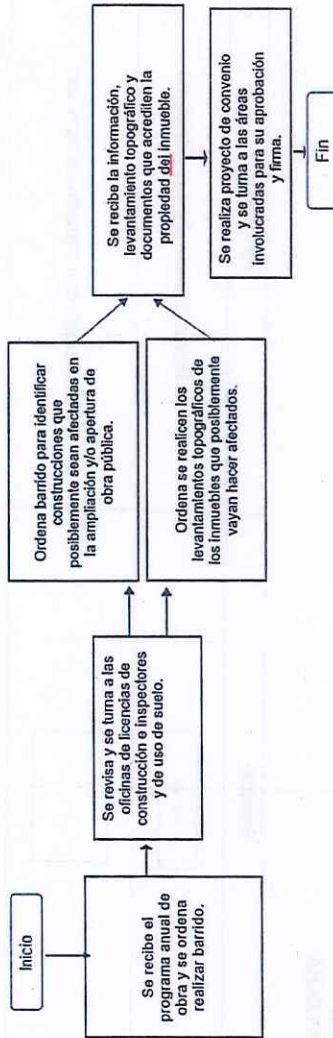 Inicio
Se recibe el
programa anual de
obra y se ordena
realizar barrido.
Se revisa y se turna a las
oficinas de licencias de
construcción e inspectores
y de uso de suelo.
Ordena barrido para identificar
construcciones que
posiblemente sean afectadas en
la ampliación y/o apertura de
obra pública.
Ordena se realicen los
levantamientos topográficos de
los inmuebles que posiblemente
vayan hacer afectados.
Se recibe la información,
levantamiento topográfico y
documentos que acrediten la
propiedad del inmueble.
Se realiza proyecto de convenio
y se turna a las áreas
involucradas para su aprobación
y firma.
Fin